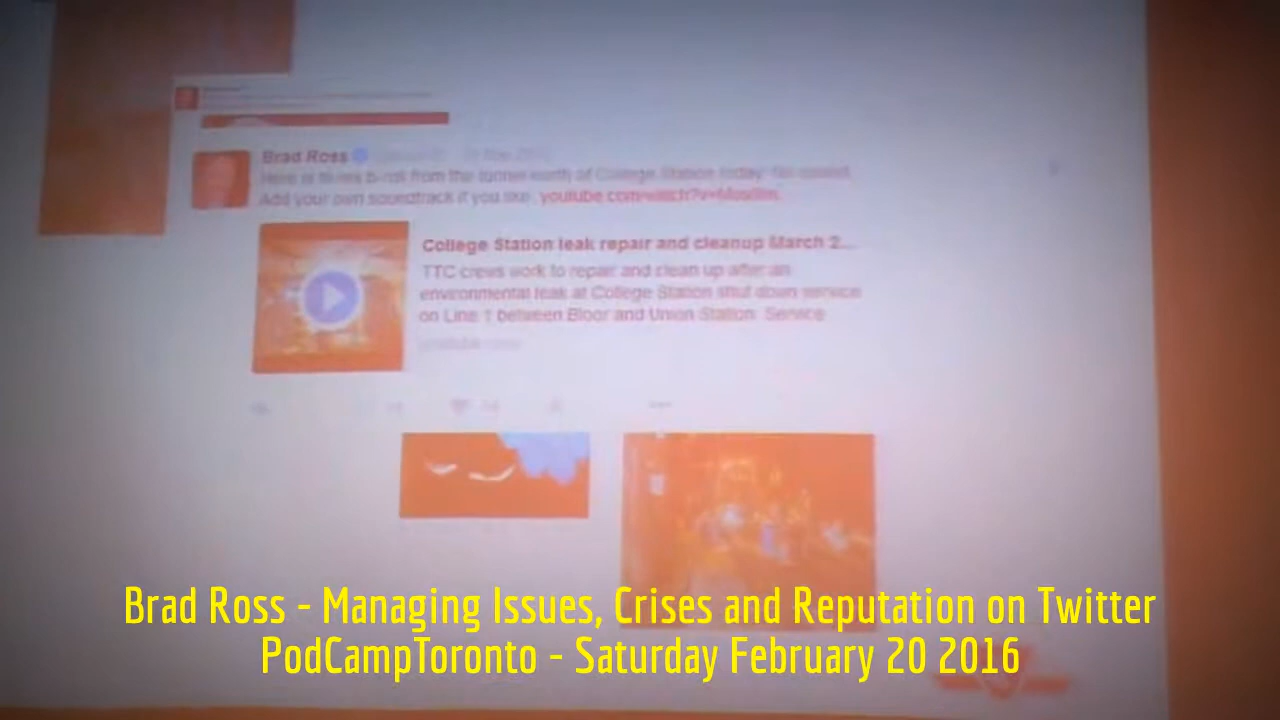 Brad Ross
Here is b-roll from the tunnel north of College Station today. No sound.
Add your own soundtrack if you like.
College Station leak repair and cleanup March 2...
TTC crews work to repair and clean up after an
environmental leak at College Station shut down service
on Line 1 between Bloor and Union Station. Service
Brad Ross - Managing Issues, Crises and Reputation on Twitter
PodCampToronto - Saturday February 20 2016